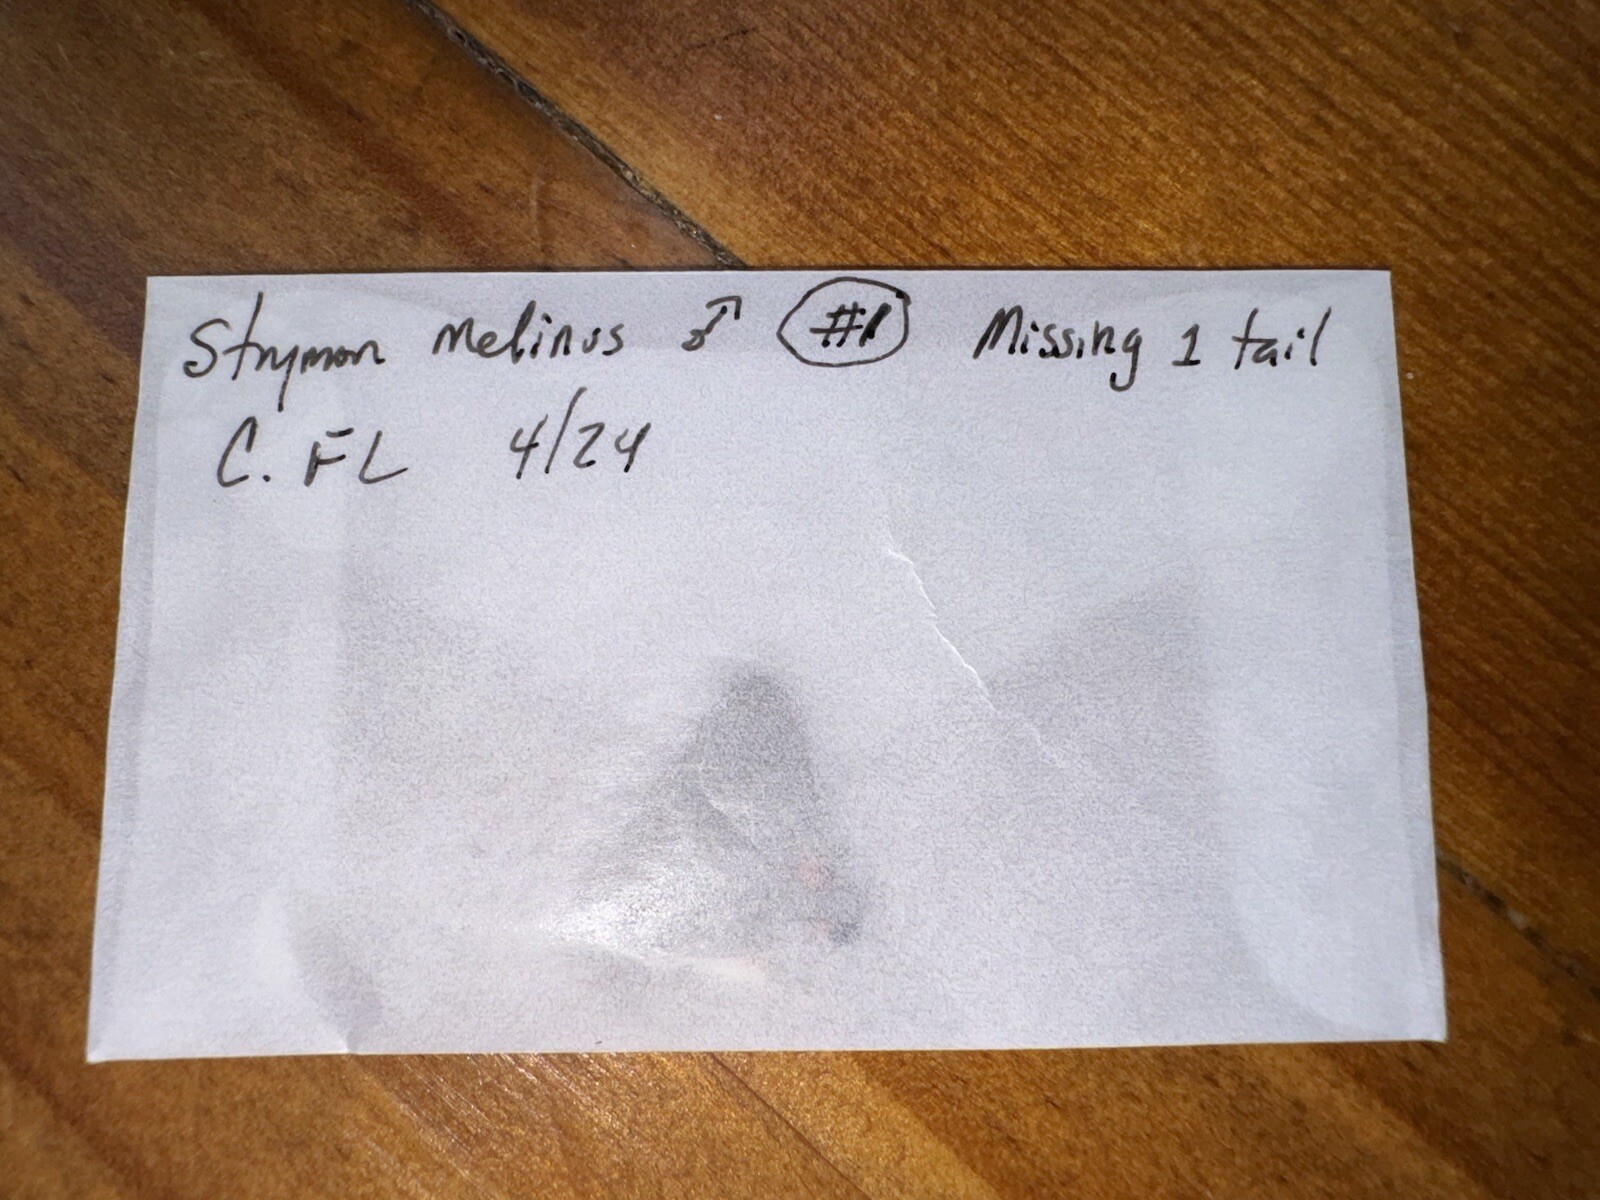 Strymon melinus ♂ #1 Missing 1 tail
C. FL 4/24